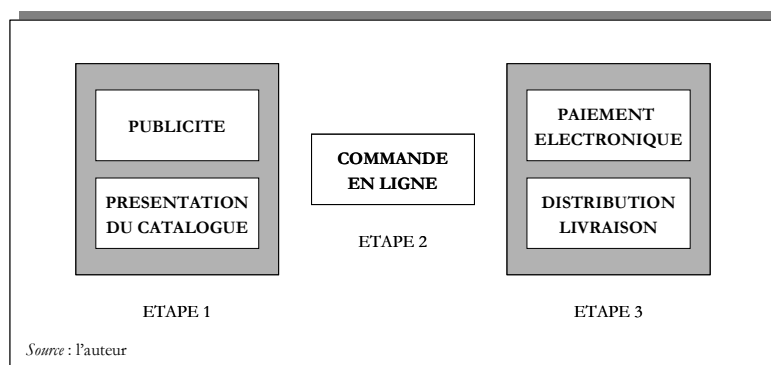 PUBLICITE
PRESENTATION
DU CATALOGUE
ETAPE 1
COMMANDE
EN LIGNE
ETAPE 2
PAIEMENT
ELECTRONIQUE
DISTRIBUTION
LIVRAISON
ETAPE 3
Source : l'auteur